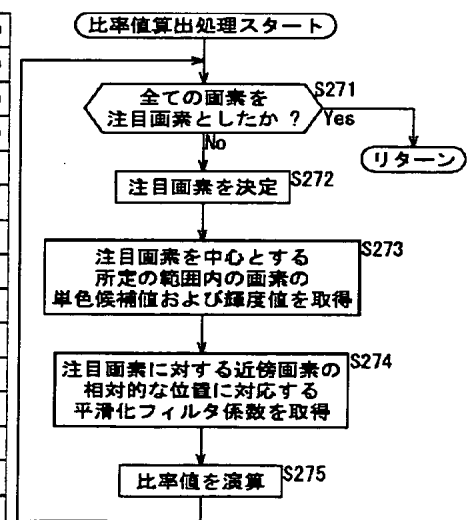 比率値算出処理スタート
S271
全ての画素を
注目画素としたか ?
Yes
No
リターン
注目画素を決定
S272
S273
注目画素を中心とする
所定の範囲内の画素の
単色候補値および輝度値を取得
S274
注目画素に対する近傍画素の
相対的な位置に対応する
平滑化フィルタ係数を取得
比率値を演算
S275